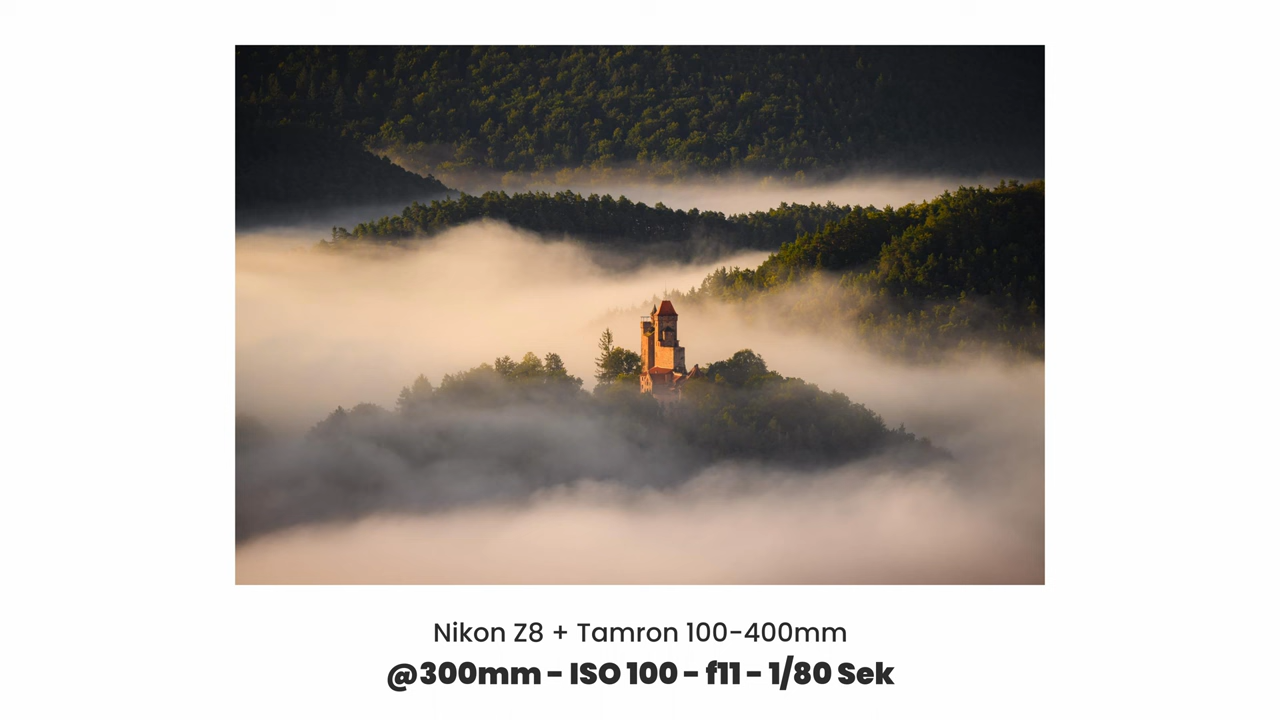 Nikon Z8 + Tamron 100-400mm
@300mm - ISO 100 - f11 - 1/80 Sek